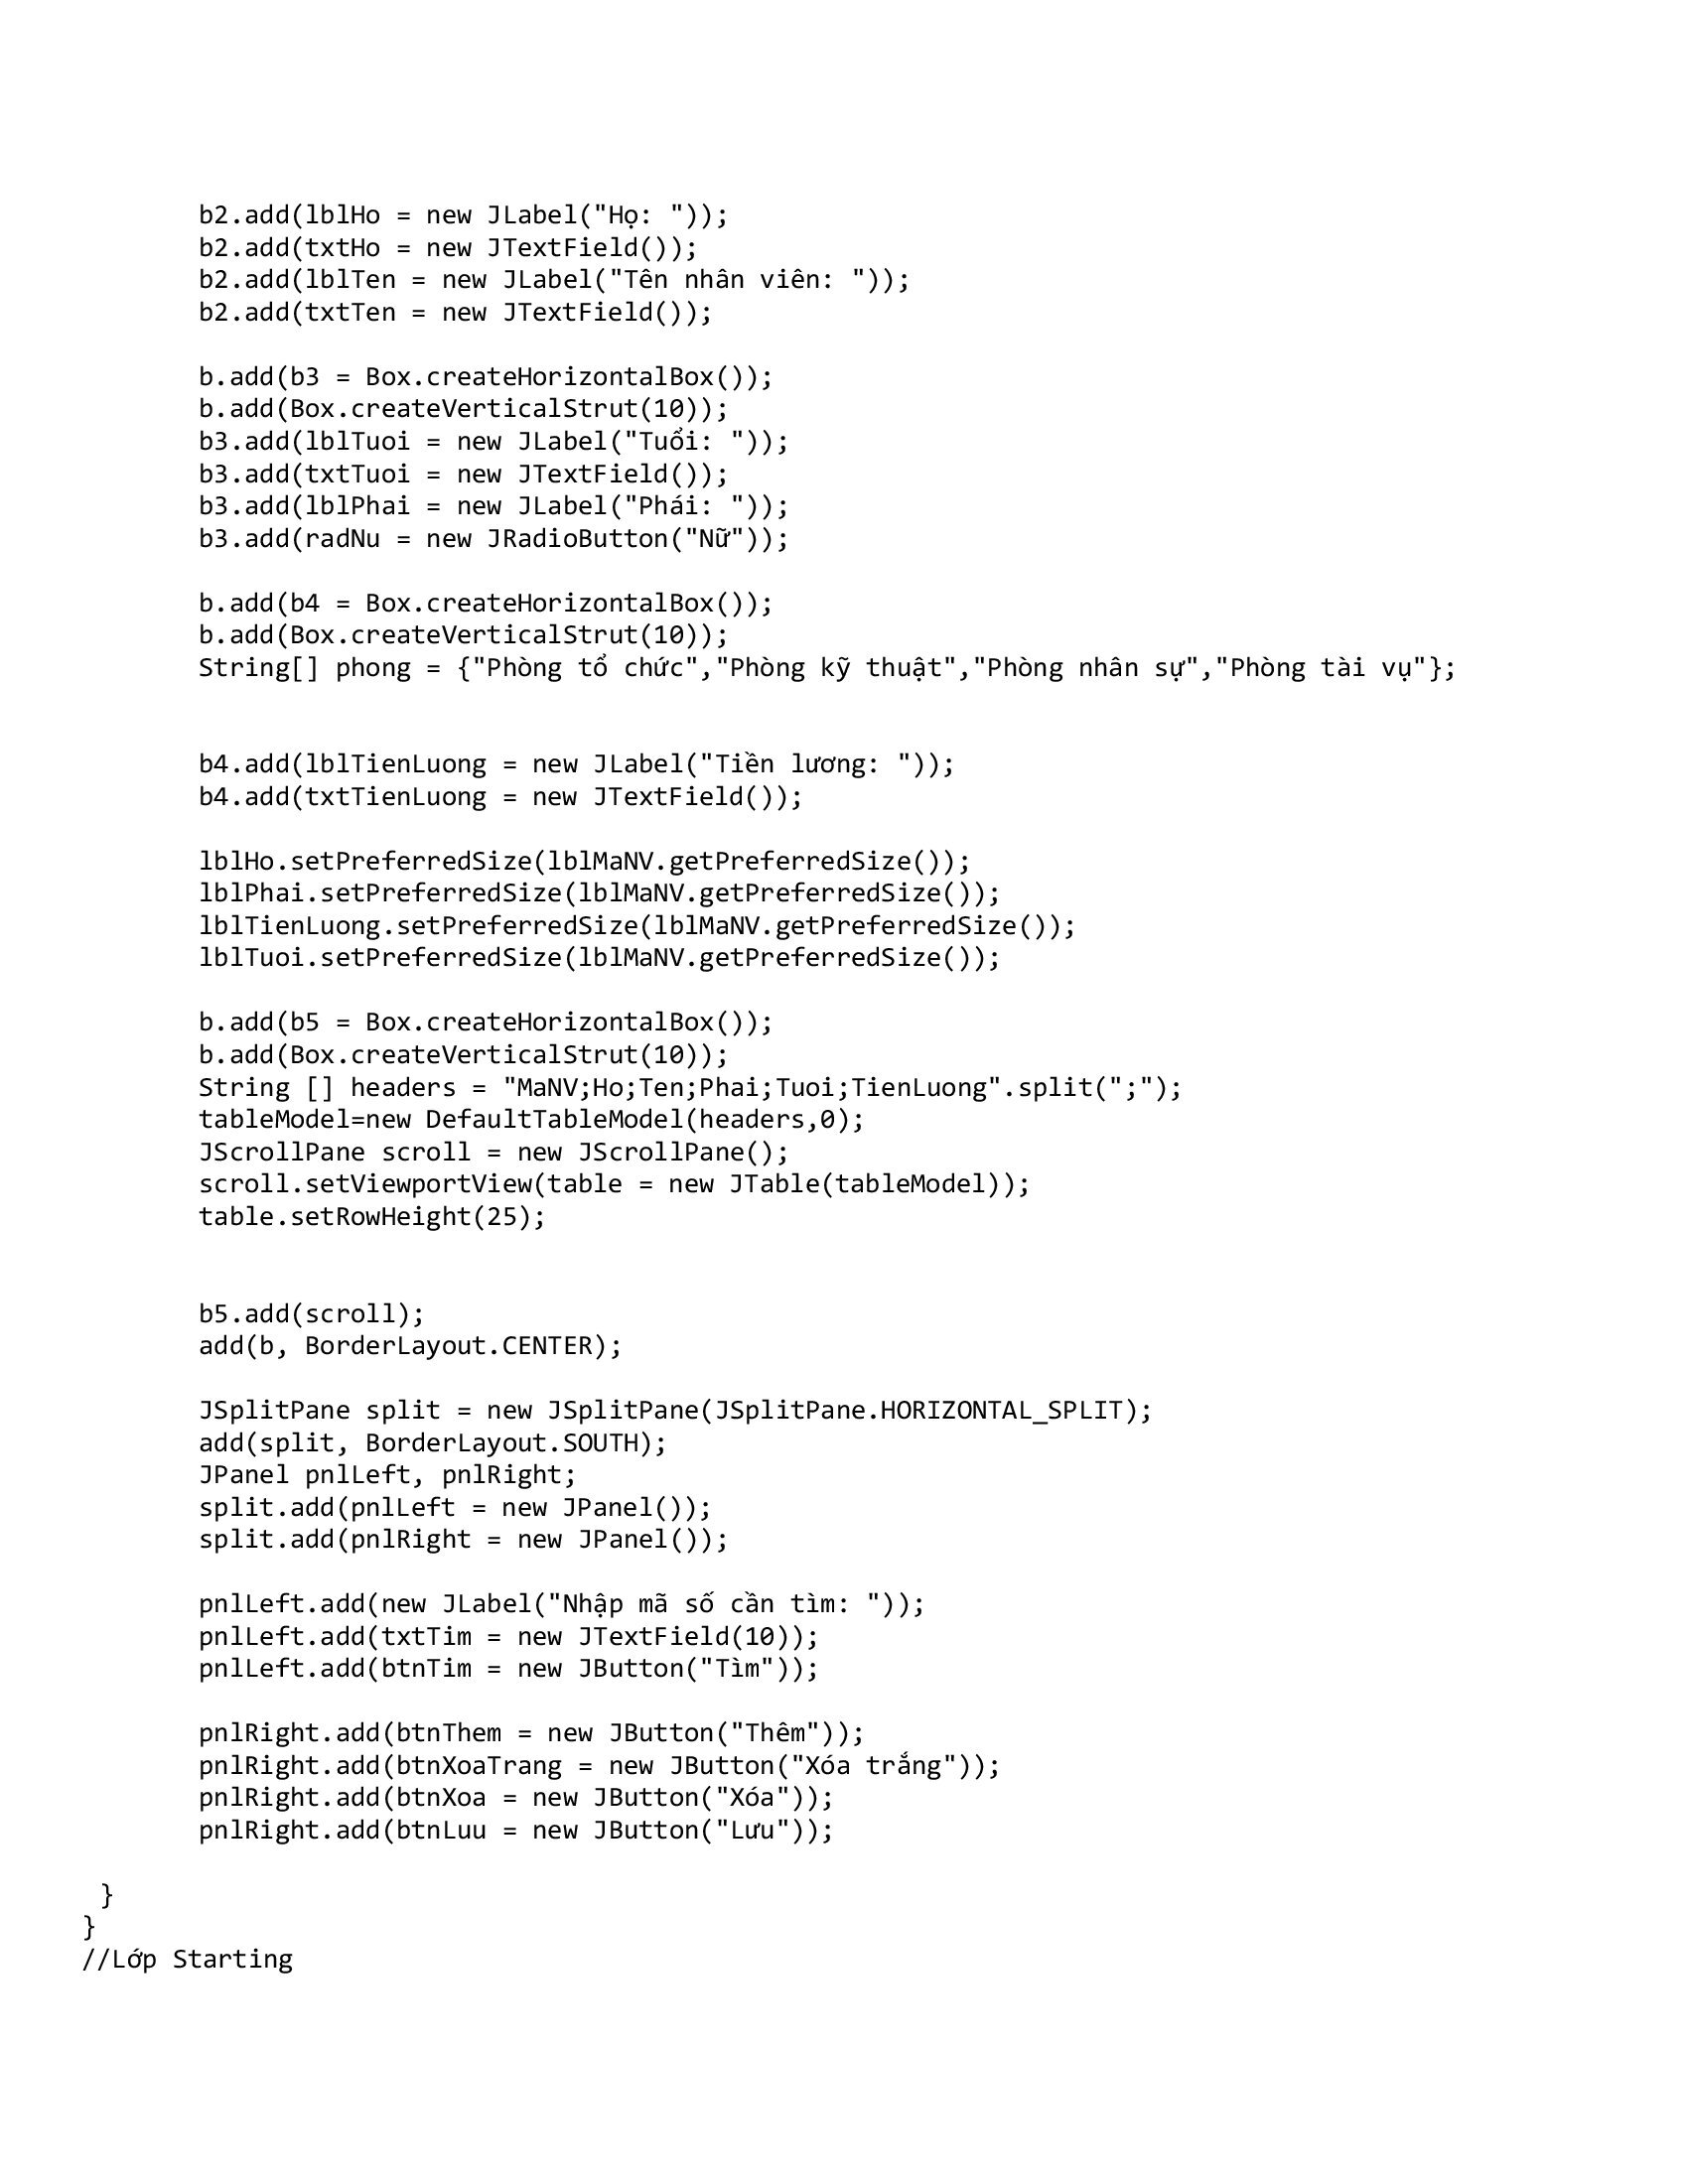 b2.add(lblHo = new JLabel("Họ: "));
b2.add(txtHo = new JTextField());
b2.add(lblTen = new JLabel("Tên nhân viên: "));
b2.add(txtTen = new JTextField());
b.add(b3 = Box.createHorizontalBox());
b.add(Box.createVerticalStrut(10));
b3.add(lblTuoi = new JLabel("Tuổi: "));
b3.add(txtTuoi = new JTextField());
b3.add(lblPhai = new JLabel("Phái: "));
b3.add(radNu = new JRadioButton("Nữ"));
b.add(b4 = Box.createHorizontalBox());
b.add(Box.createVerticalStrut(10));
String[] phong = {"Phòng tổ chức","Phòng kỹ thuật","Phòng nhân sự","Phòng tài vụ"};
b4.add(lblTienLuong = new JLabel("Tiền lương: "));
b4.add(txtTienLuong = new JTextField());
lblHo.setPreferredSize(lblMaNV.getPreferredSize());
lblPhai.setPreferredSize(lblMaNV.getPreferredSize());
lblTienLuong.setPreferredSize(lblMaNV.getPreferredSize());
lblTuoi.setPreferredSize(lblMaNV.getPreferredSize());
b.add(b5 = Box.createHorizontalBox());
b.add(Box.createVerticalStrut(10));
String [] headers = "MaNV;Ho;Ten;Phai;Tuoi;TienLuong".split(";");
tableModel=new DefaultTableModel(headers,0);
JScrollPane scroll = new JScrollPane();
scroll.setViewportView(table = new JTable(tableModel));
table.setRowHeight(25);
b5.add(scroll);
add(b, BorderLayout.CENTER);
JSplitPane split = new JSplitPane(JSplitPane.HORIZONTAL_SPLIT);
add(split, BorderLayout.SOUTH);
JPanel pnlLeft, pnlRight;
split.add(pnlLeft = new JPanel());
split.add(pnlRight = new JPanel());
pnlLeft.add(new JLabel("Nhập mã số cần tìm: "));
pnlLeft.add(txtTim = new JTextField(10));
pnlLeft.add(btnTim = new JButton("Tìm"));
pnlRight.add(btnThem = new JButton("Thêm"));
pnlRight.add(btnXoaTrang = new JButton("Xóa trắng"));
pnlRight.add(btnXoa = new JButton("Xóa"));
pnlRight.add(btnLuu = new JButton("Lưu"));
}
}
//Lớp Starting